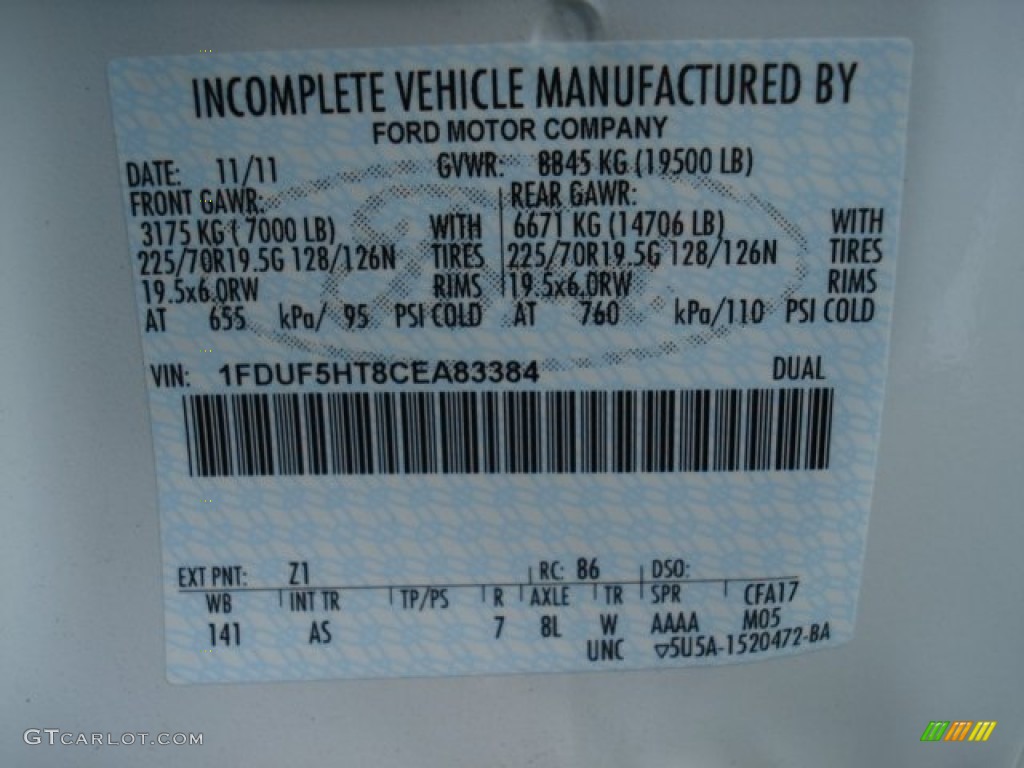 INCOMPLETE VEHICLE MANUFACTURED BY
FORD MOTOR COMPANY
DATE: 11/11 GVWR: 8845 KG (19500 LB)
FRONT GAWR: REAR GAWR:
3175 KG ( 7000 LB) WITH 6671 KG (14706 LB) WITH
225/70R19.5G 128/126N TIRES 225/70R19.5G 128/126N TIRES
19.5x6.0RW RIMS 19.5x6.0RW RIMS
AT 655 kPa/ 95 PSI COLD AT 760 kPa/110 PSI COLD
VIN: 1FDUF5HT8CEA83384 DUAL
EXT PNT: Z1 RC: 86 DSO:
WB INT TR TP/PS R AXLE TR SPR CFA17
141 AS 7 8L W AAAA M05
UNC ▽5U5A-1520472-BA
GTCARLOT.COM